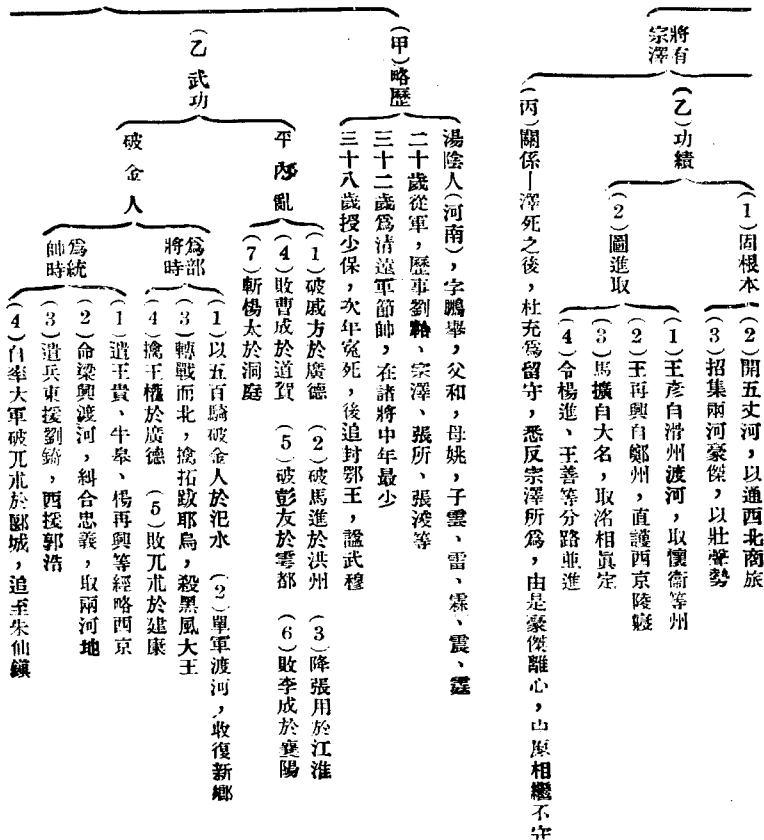 將有
宗澤
(乙)功績
(1)固根本
(2)開五丈河，以通西北商旅
(3)招集兩河豪傑，以壯聲勢
(2)圖進取
(1)王彥自滑州渡河，取懷衞等州
(2)王再興自鄭州，直護西京陵寢
(3)馬擴自大名，取洺相眞定
(4)令楊進、王善等分路並進
(丙)關係—澤死之後，杜充爲留守，悉反宗澤所爲，由是豪傑離心，中原相繼不守
(甲)略歷
湯陰人(河南)，字鵬舉，父和，母姚，子雲、雷、霖、震、霆
二十歲從軍，歷事劉韐、宗澤、張所、張浚等
三十二歲爲清遠軍節帥，在諸將中年最少
三十八歲授少保，次年冤死，後追封鄂王，諡武穆
(乙)武功
平內亂
(1)破戚方於廣德 (2)破馬進於洪州 (3)降張用於江淮
(4)敗曹成於道賀 (5)破彭友於雩都 (6)敗李成於襄陽
(7)斬楊太於洞庭
破金人
爲部
將時
(1)以五百騎破金人於汜水 (2)單軍渡河，收復新鄉
(3)轉戰而北，擒拓跋耶烏，殺黑風大王
(4)擒王權於廣德 (5)敗兀朮於建康
爲統
帥時
(1)遣王貴、牛皋、楊再興等經略西京
(2)命梁興渡河，糾合忠義，取兩河地
(3)遣兵東援劉錡，西援郭浩
(4)自率大軍破兀朮於郾城，追至朱仙鎭